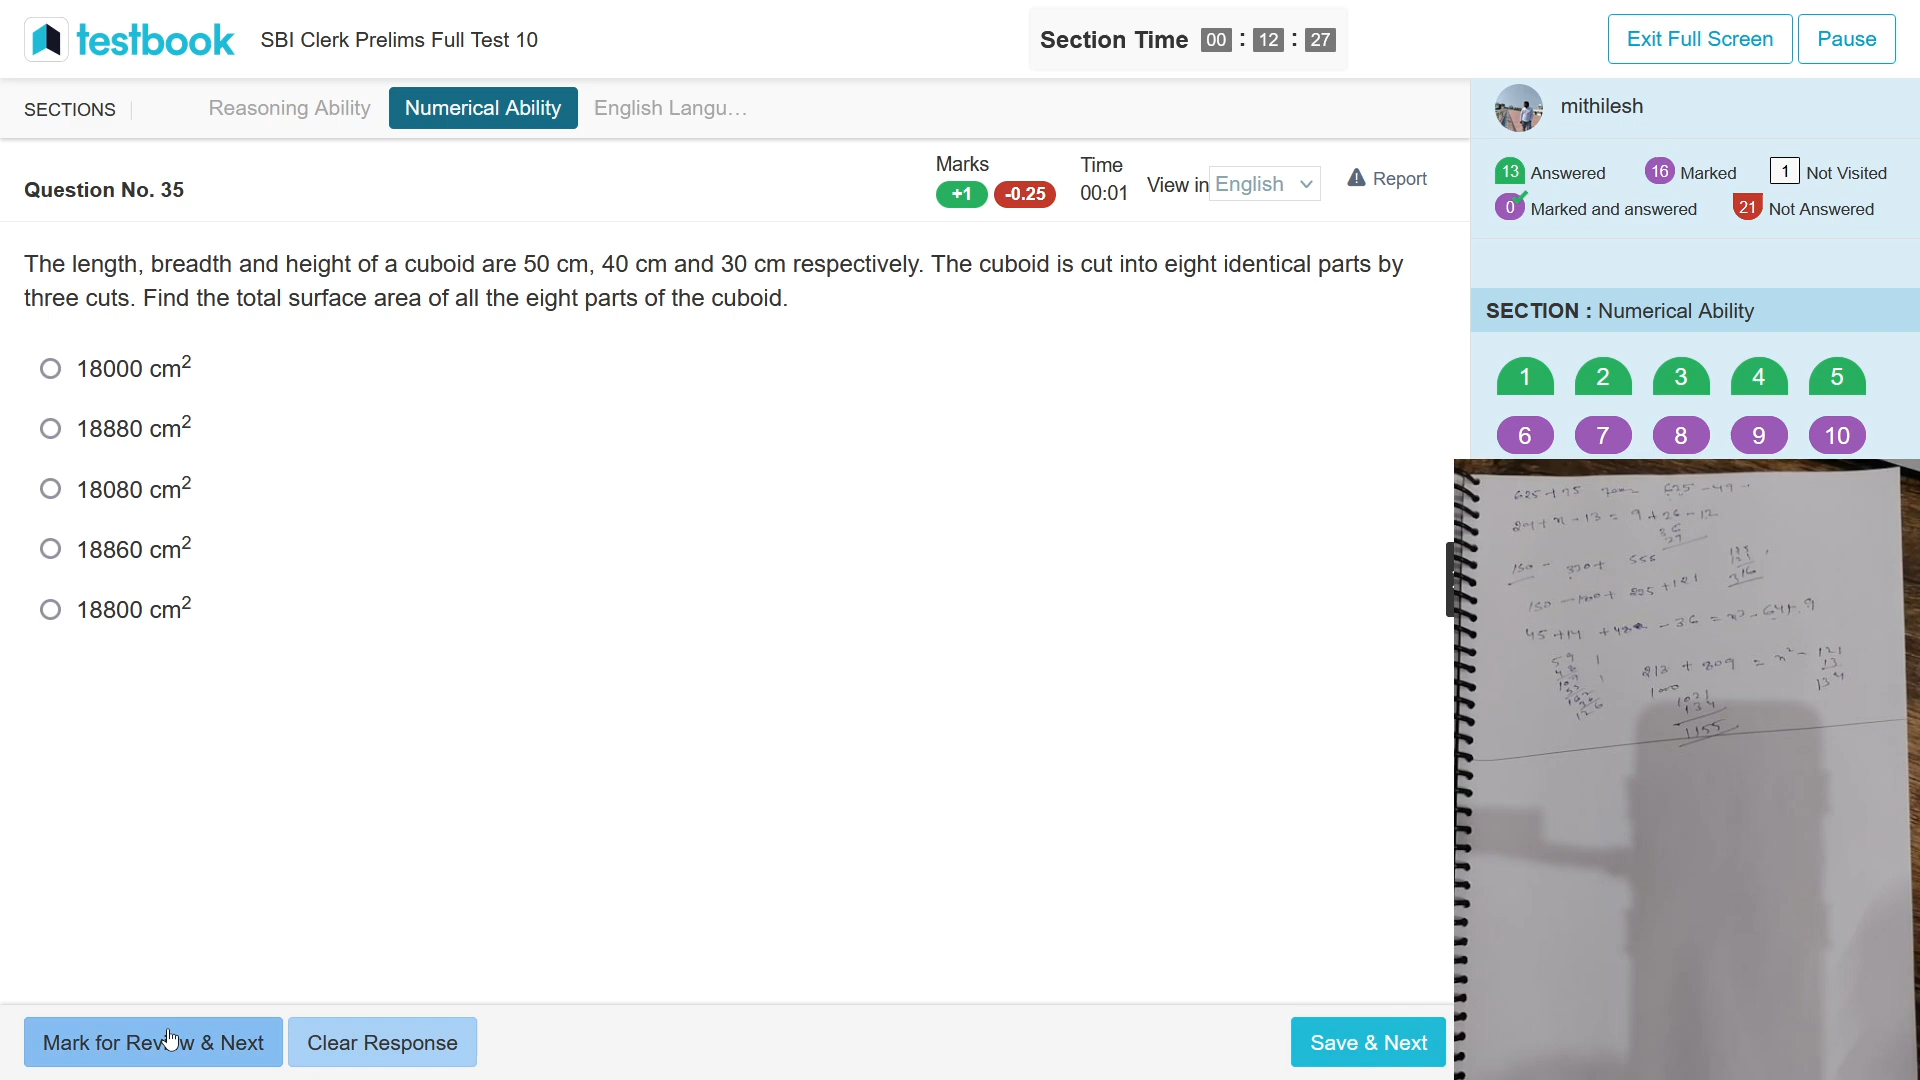 testbook SBI Clerk Prelims Full Test 10 Section Time 00 : 12 : 27 Exit Full Screen Pause
SECTIONS Reasoning Ability Numerical Ability English Langu...
mithilesh
13 Answered 16 Marked 1 Not Visited
0 Marked and answered 21 Not Answered
Question No. 35
Marks +1 -0.25
Time 00:01
View in English
Report
The length, breadth and height of a cuboid are 50 cm, 40 cm and 30 cm respectively. The cuboid is cut into eight identical parts by
three cuts. Find the total surface area of all the eight parts of the cuboid.
18000 cm²
18880 cm²
18080 cm²
18860 cm²
18800 cm²
SECTION : Numerical Ability
1 2 3 4 5
6 7 8 9 10
625 - 49
1155
Mark for Review & Next Clear Response Save & Next